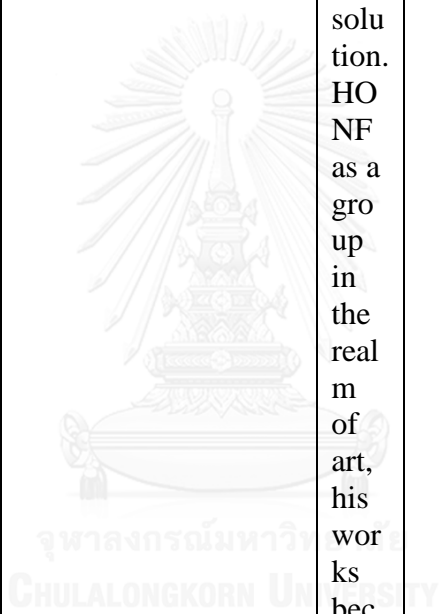 solu
tion.
HO
NF
as a
gro
up
in
the
real
m
of
art,
his
wor
ks
bec
จุฬาลงกรณ์มหาวิทยาลัย
CHULALONGKORN UNIVERSITY